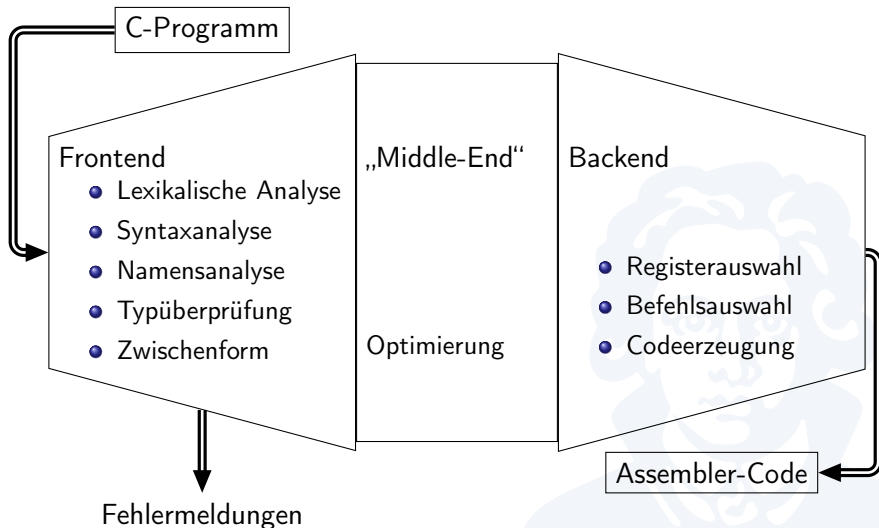 C-Programm
Frontend
Lexikalische Analyse
Syntaxanalyse
Namensanalyse
Typüberprüfung
Zwischenform
„Middle-End“
Optimierung
Backend
Registerauswahl
Befehlsauswahl
Codeerzeugung
Fehlermeldungen
Assembler-Code